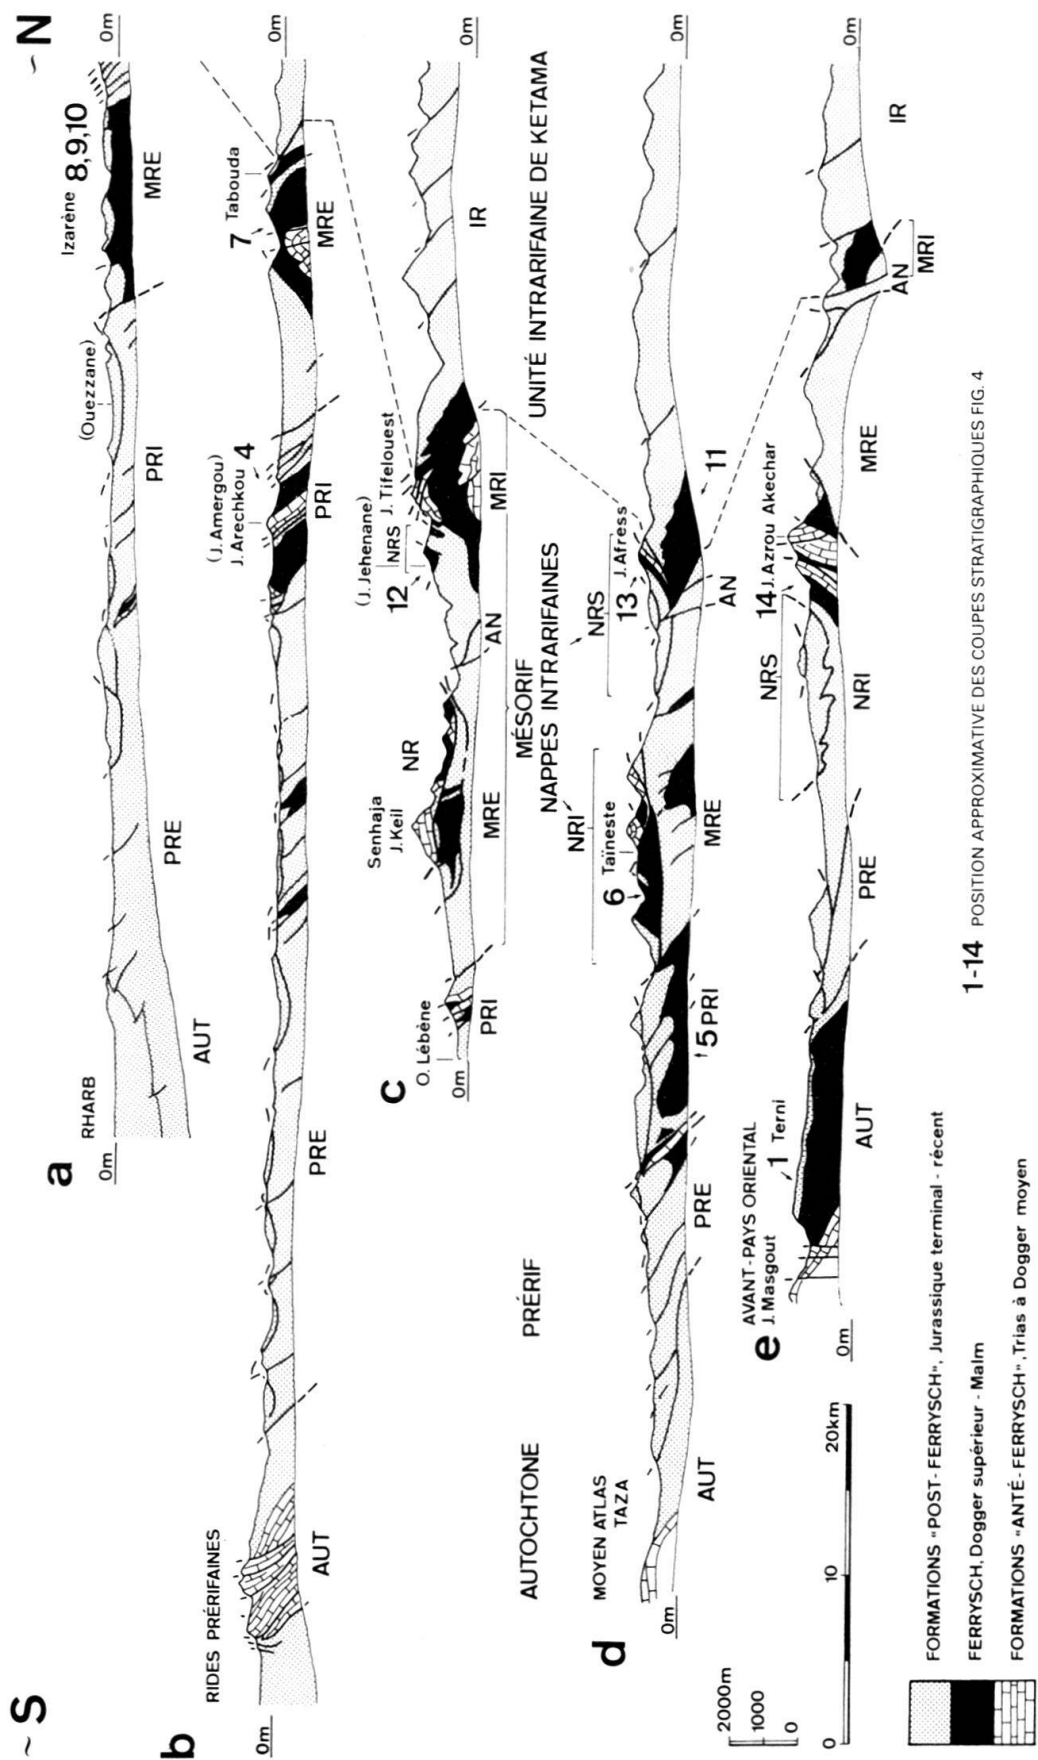 ~ S
~ N
a
RHARB
0m
AUT
PRE
PRI
(Ouezzane)
Izarène 8,9,10
MRE
0m
b
RIDES PRÉRIFAINES
0m
AUT
PRE
(J. Amergou)
J. Arechkou 4
PRI
7 Tabouda
MRE
0m
c
O. Lébène
0m
PRI
Senhaja
J. Keil
NR
MRE
AN
(J. Jehenane)
12
NRS
J. Tifelouest
MRI
IR
0m
AUTOCHTONE
PRÉRIF
MÉSORIF
NAPPES INTRARIFAINES
UNITÉ INTRARIFAINE DE KETAMA
d
MOYEN ATLAS
TAZA
0m
AUT
PRE
5 PRI
NRI
6 Taïneste
MRE
NRS
13 J. Afress
AN
11
0m
e
AVANT-PAYS ORIENTAL
J. Masgout
1 Terni
0m
AUT
PRE
NRI
NRS
14 J. Azrou Akechar
MRE
AN
MRI
IR
0m
2000m
1000
0
0
10
20km
1-14 POSITION APPROXIMATIVE DES COUPES STRATIGRAPHIQUES FIG. 4
FORMATIONS "POST-FERRYSCH", Jurassique terminal - récent
FERRYSCH, Dogger supérieur - Malm
FORMATIONS "ANTÉ-FERRYSCH", Trias à Dogger moyen